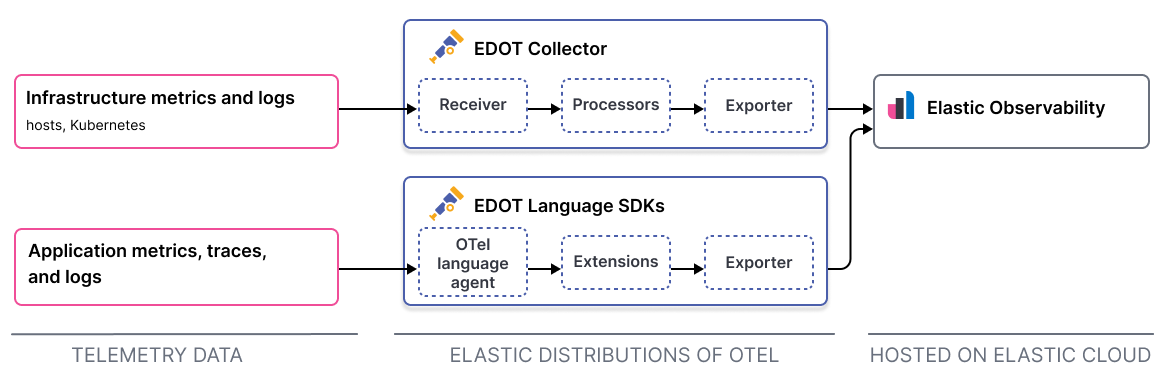 EDOT Collector
Infrastructure metrics and logs
hosts, Kubernetes
Receiver
Processors
Exporter
Elastic Observability
EDOT Language SDKs
Application metrics, traces,
and logs
OTel
language
agent
Extensions
Exporter
TELEMETRY DATA
ELASTIC DISTRIBUTIONS OF OTEL
HOSTED ON ELASTIC CLOUD